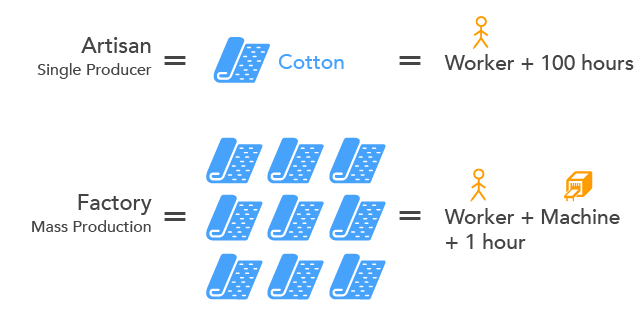 Artisan
Single Producer
=
Cotton
=
Worker + 100 hours
Factory
Mass Production
=
=
Worker + Machine
+ 1 hour